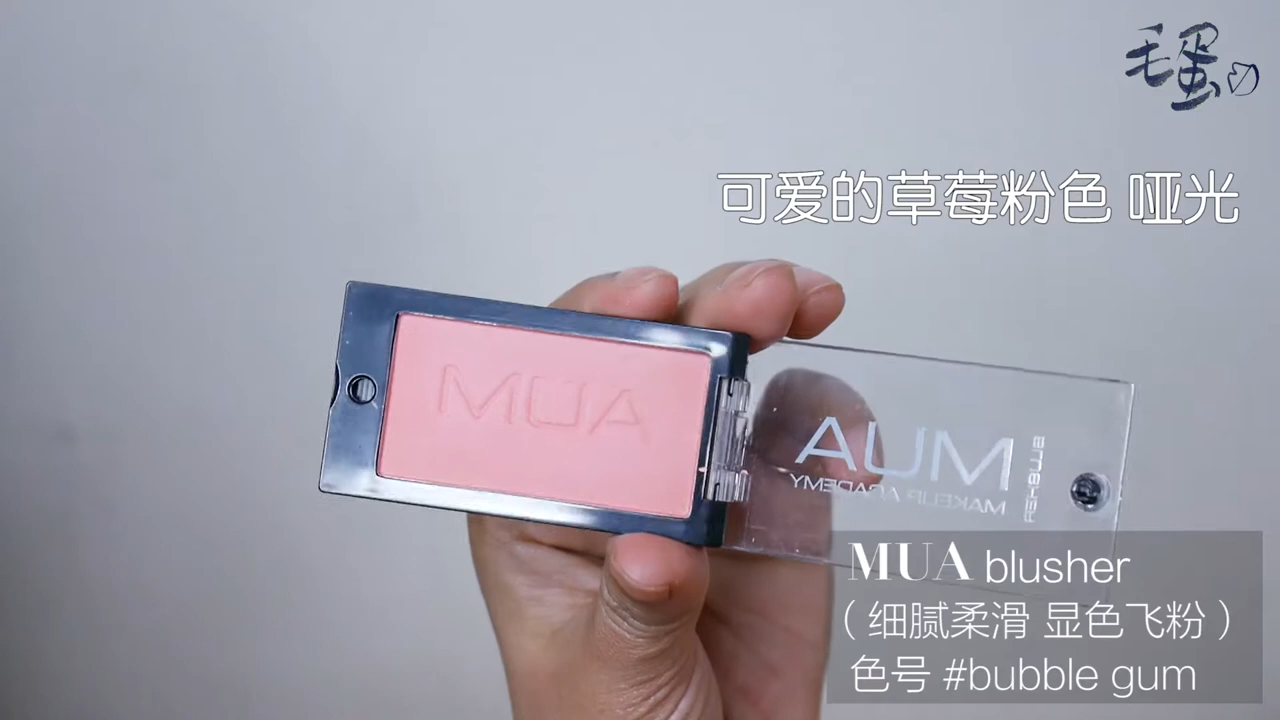 毛蛋の
可爱的草莓粉色 哑光
MUA
MUA
MAKEUP ACADEMY
BLUSHER
MUA blusher
（细腻柔滑 显色飞粉）
色号 #bubble gum